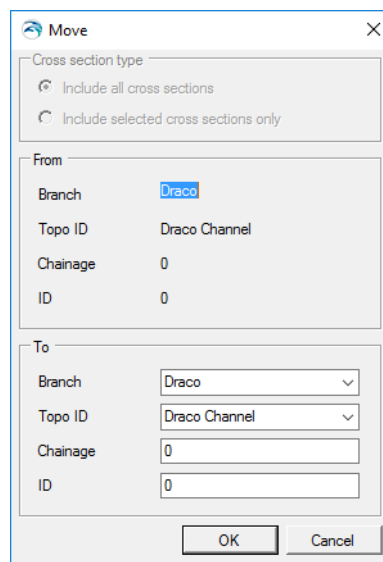 Move
Cross section type
Include all cross sections
Include selected cross sections only
From
Branch Draco
Topo ID Draco Channel
Chainage 0
ID 0
To
Branch Draco
Topo ID Draco Channel
Chainage 0
ID 0
OK Cancel